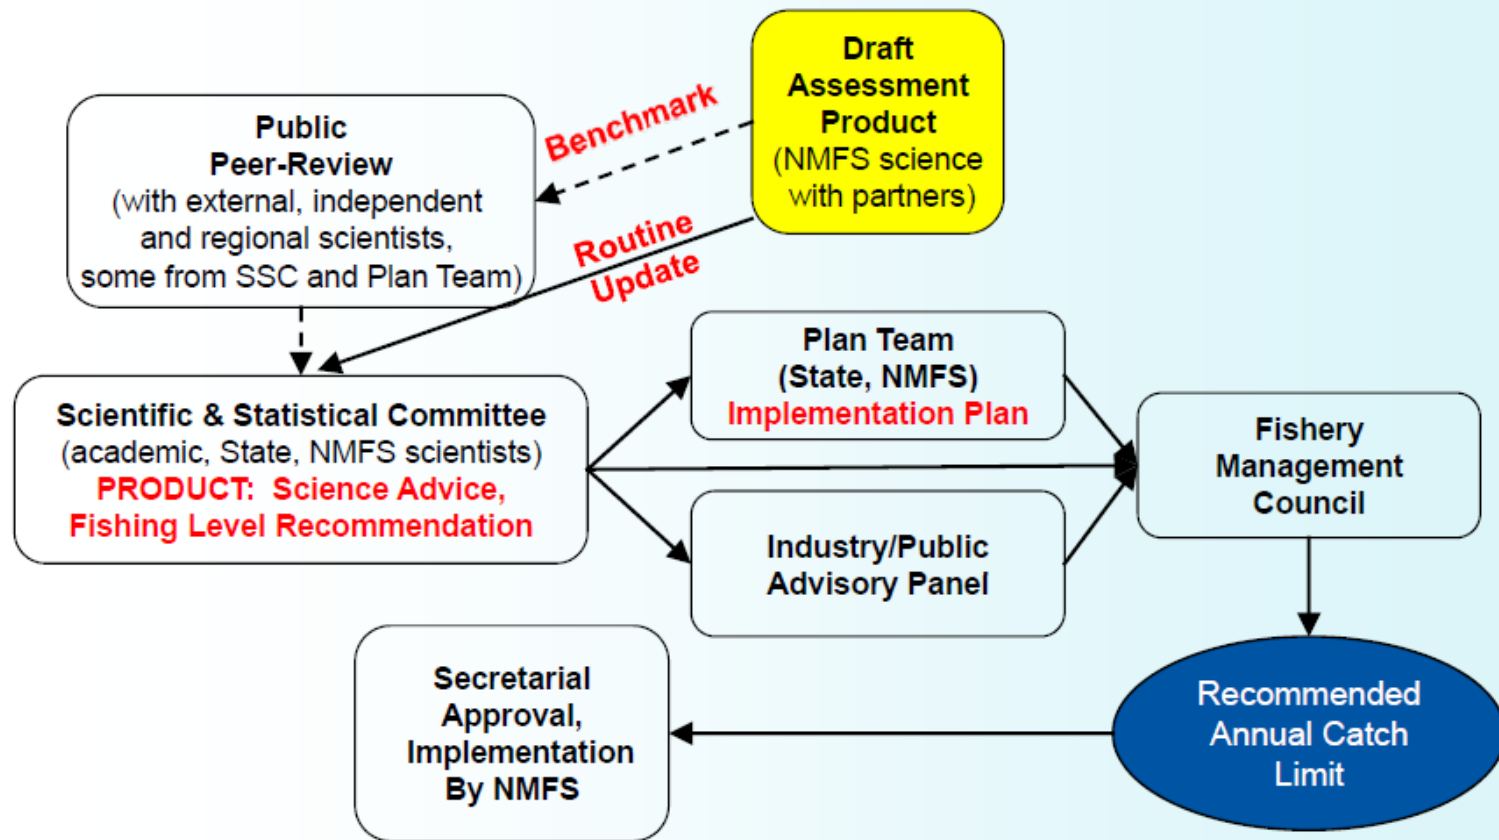 Draft
Assessment
Product
(NMFS science
with partners)
Benchmark
Public
Peer-Review
(with external, independent
and regional scientists,
some from SSC and Plan Team)
Routine
Update
Scientific & Statistical Committee
(academic, State, NMFS scientists)
PRODUCT: Science Advice,
Fishing Level Recommendation
Plan Team
(State, NMFS)
Implementation Plan
Industry/Public
Advisory Panel
Fishery
Management
Council
Recommended
Annual Catch
Limit
Secretarial
Approval,
Implementation
By NMFS